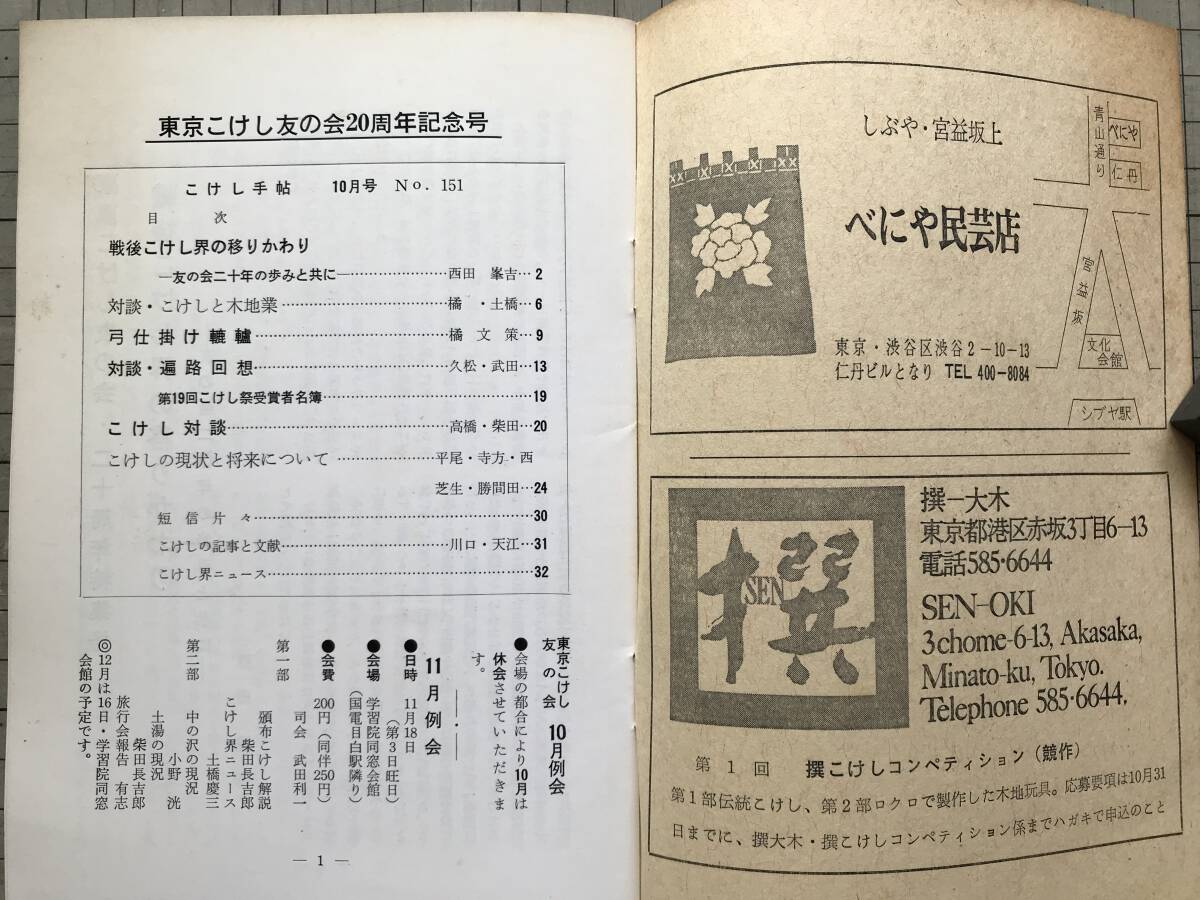 東京こけし友の会20周年記念号
こけし手帖 10月号 No. 151
目 次
戦後こけし界の移りかわり
―友の会二十年の歩みと共に―……………………西田 峯吉…2
対談・こけしと木地業……………………橘 ・土橋…6
弓仕掛け轆轤……………………橘 文 策…9
対談・遍路回想……………………久松・武田…13
第19回こけし祭受賞者名簿……………………19
こけし対談……………………高橋・柴田…20
こけしの現状と将来について……………平尾・寺方・西
芝生・勝間田…24
短信片々……………………30
こけしの記事と文献……………………川口・天江…31
こけし界ニュース……………………32
東京こけし
友の会
10月例会
●会場の都合により10月は
休会させていただきま
す。
11月例会
●日時 11月18日
(第3日旺日)
●会場 学習院同窓会館
(国電目白駅隣り)
●会費 200円(同伴250円)
司会 武田利一
第一部
頒布こけし解説
柴田長吉郎
こけし界ニュース
土橋慶三
第二部
中の沢の現況
小野 洸
土湯の現況
柴田長吉郎
旅行会報告 有志
◎12月は16日・学習院同窓
会館の予定です。
― 1 ―
しぶや・宮益坂上
べにや民芸店
東京・渋谷区渋谷2-10-13
仁丹ビルとなり TEL 400-8084
青山通り
べにや
仁丹
宮益坂
文化
会館
シブヤ駅
撰
SEN
撰-大木
東京都港区赤坂3丁目6-13
電話585・6644
SEN-OKI
3chome-6-13, Akasaka,
Minato-ku, Tokyo.
Telephone 585・6644,
第1回 撰こけしコンペティション(競作)
第1部伝統こけし、第2部ロクロで製作した木地玩具。応募要項は10月31
日までに、撰大木・撰こけしコンペティション係までハガキで申込のこと